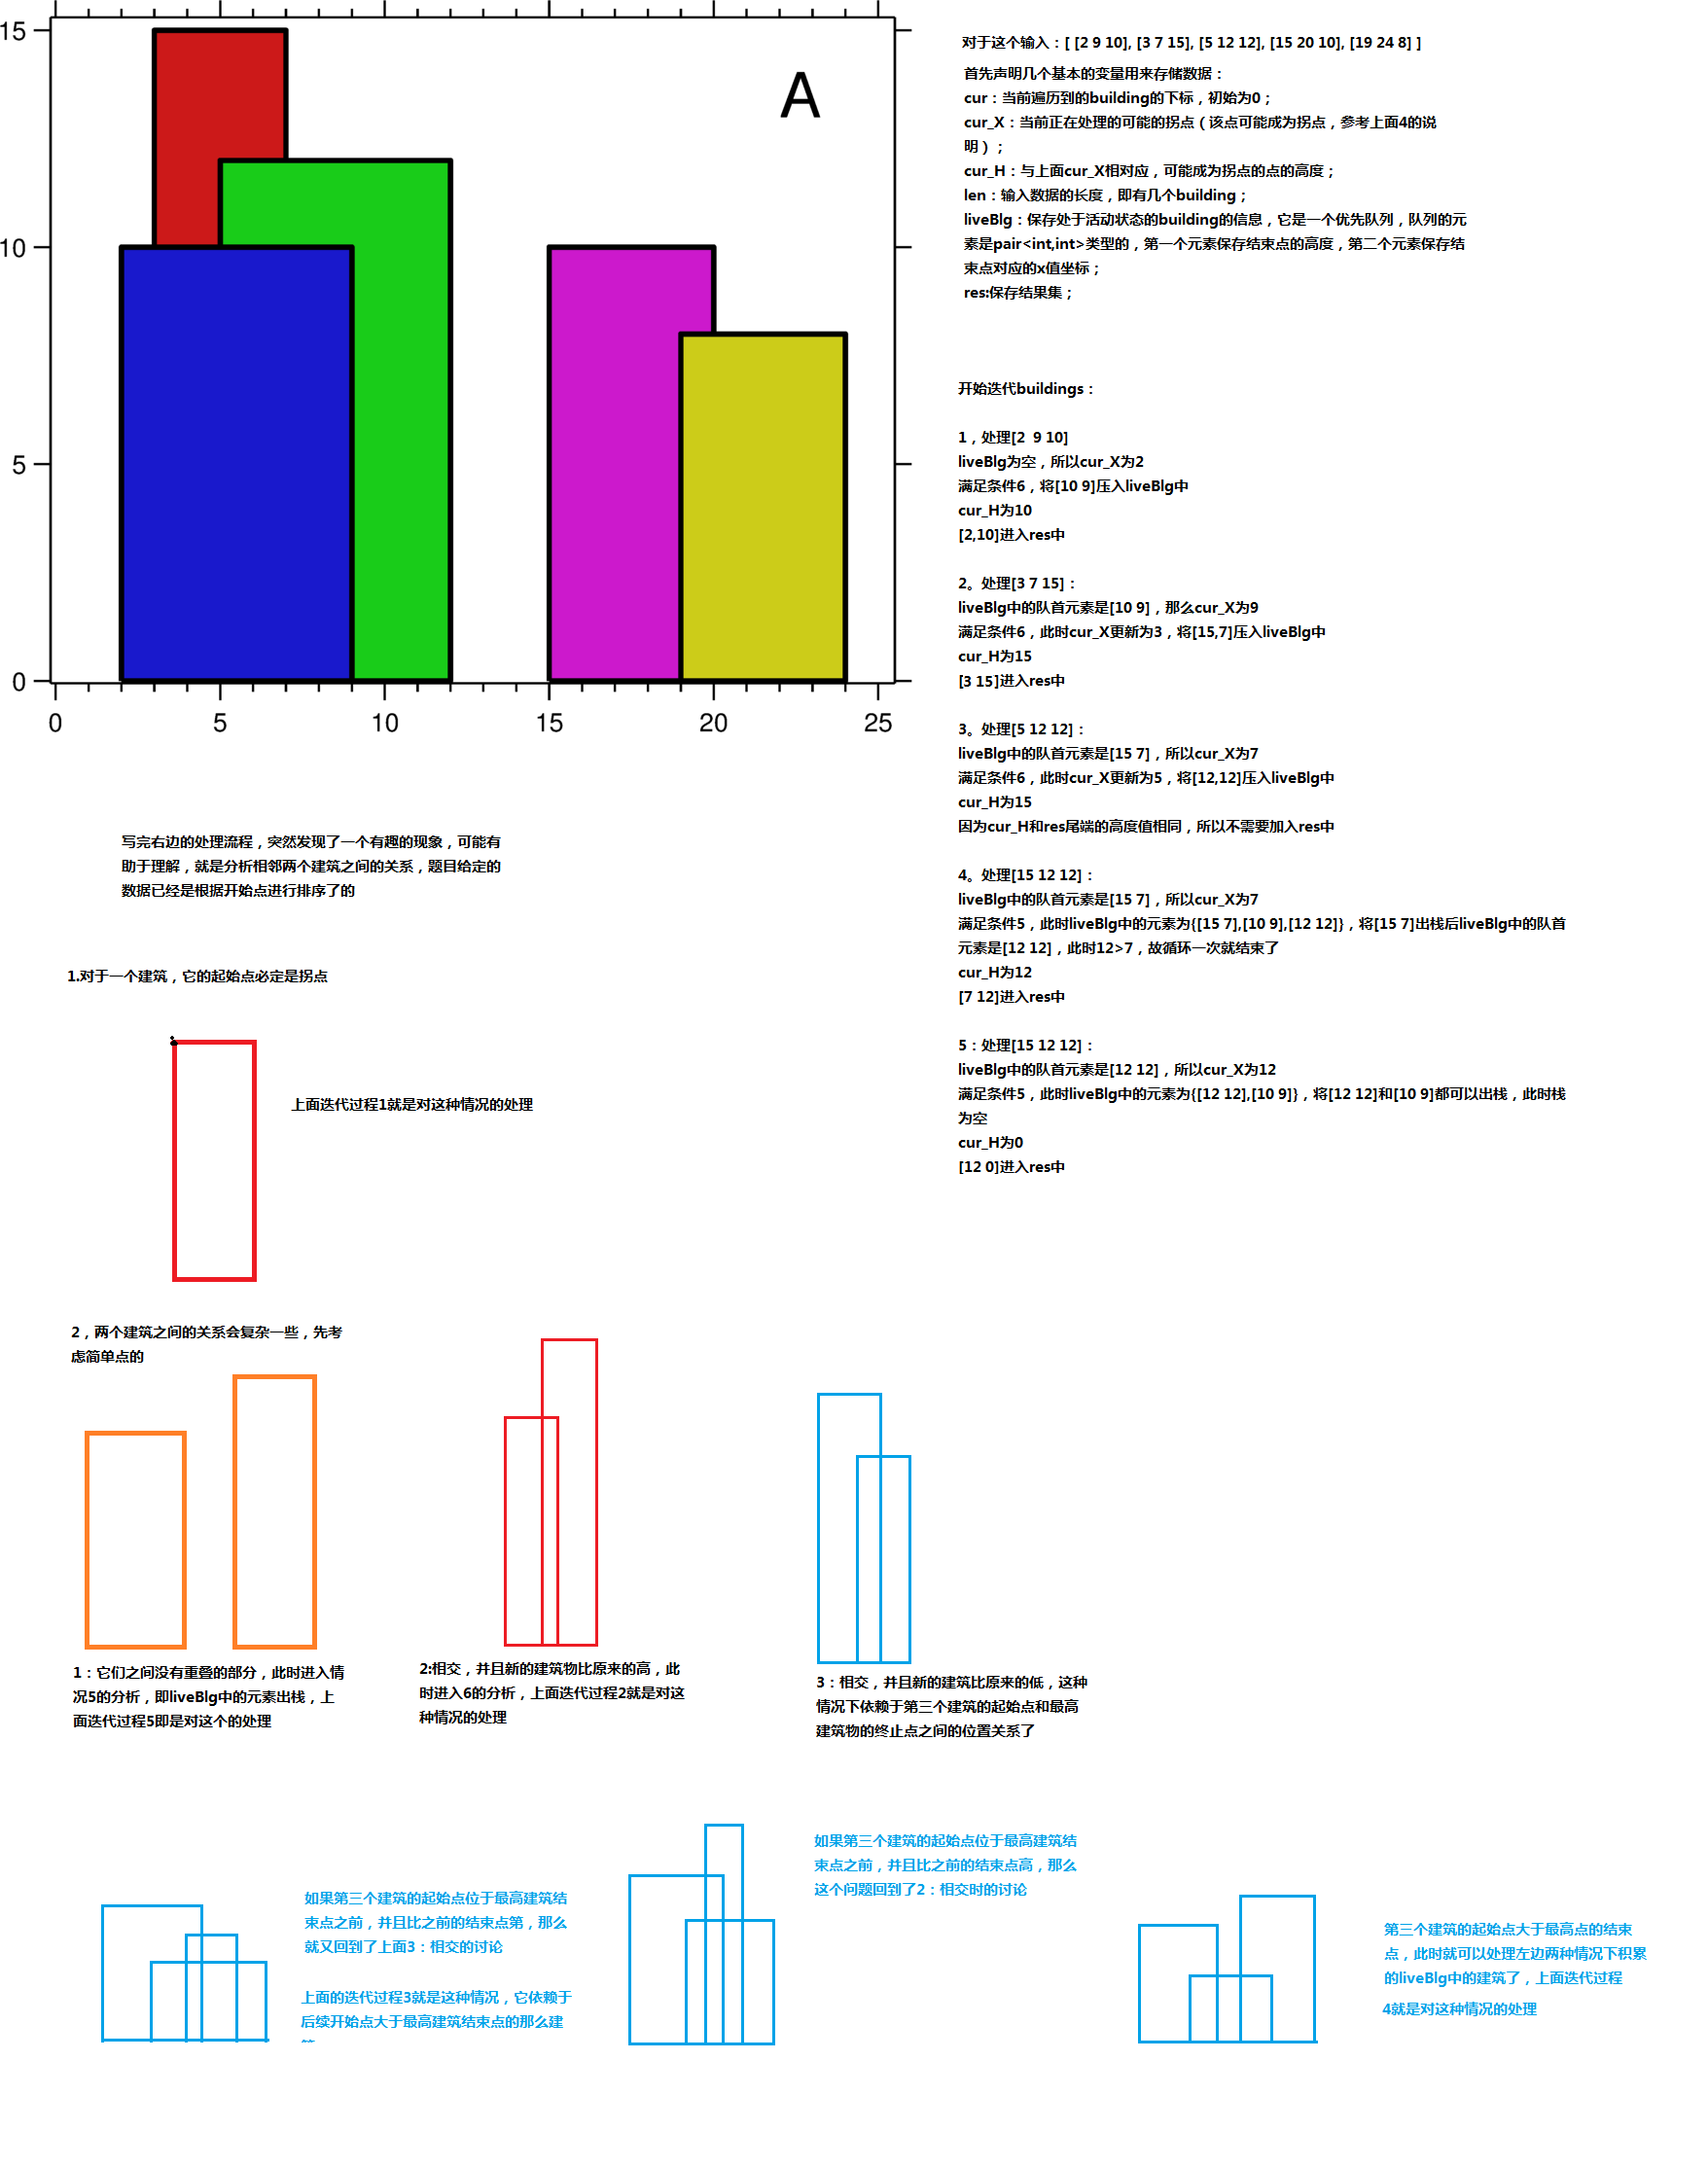 15
10
5
0
0
5
10
15
20
25
A
对于这个输入：[ [2 9 10], [3 7 15], [5 12 12], [15 20 10], [19 24 8] ]
首先声明几个基本的变量用来存储数据：
cur：当前遍历到的building的下标，初始为0；
cur_X：当前正在处理的可能的拐点（该点可能成为拐点，参考上面4的说
明）；
cur_H：与上面cur_X相对应，可能成为拐点的点的高度；
len：输入数据的长度，即有几个building；
liveBlg：保存处于活动状态的building的信息，它是一个优先队列，队列的元
素是pair<int,int>类型的，第一个元素保存结束点的高度，第二个元素保存结
束点对应的x值坐标；
res:保存结果集；
开始迭代buildings：
1，处理[2  9 10]
liveBlg为空，所以cur_X为2
满足条件6，将[10 9]压入liveBlg中
cur_H为10
[2,10]进入res中
2。处理[3 7 15]：
liveBlg中的队首元素是[10 9]，那么cur_X为9
满足条件6，此时cur_X更新为3，将[15,7]压入liveBlg中
cur_H为15
[3 15]进入res中
3。处理[5 12 12]：
liveBlg中的队首元素是[15 7]，所以cur_X为7
满足条件6，此时cur_X更新为5，将[12,12]压入liveBlg中
cur_H为15
因为cur_H和res尾端的高度值相同，所以不需要加入res中
4。处理[15 12 12]：
liveBlg中的队首元素是[15 7]，所以cur_X为7
满足条件5，此时liveBlg中的元素为{[15 7],[10 9],[12 12]}，将[15 7]出栈后liveBlg中的队首
元素是[12 12]，此时12>7，故循环一次就结束了
cur_H为12
[7 12]进入res中
5：处理[15 12 12]：
liveBlg中的队首元素是[12 12]，所以cur_X为12
满足条件5，此时liveBlg中的元素为{[12 12],[10 9]}，将[12 12]和[10 9]都可以出栈，此时栈
为空
cur_H为0
[12 0]进入res中
写完右边的处理流程，突然发现了一个有趣的现象，可能有
助于理解，就是分析相邻两个建筑之间的关系，题目给定的
数据已经是根据开始点进行排序了的
1.对于一个建筑，它的起始点必定是拐点
上面迭代过程1就是对这种情况的处理
2，两个建筑之间的关系会复杂一些，先考
虑简单点的
1：它们之间没有重叠的部分，此时进入情
况5的分析，即liveBlg中的元素出栈，上
面迭代过程5即是对这个的处理
2:相交，并且新的建筑物比原来的高，此
时进入6的分析，上面迭代过程2就是对这
种情况的处理
3：相交，并且新的建筑比原来的低，这种
情况下依赖于第三个建筑的起始点和最高
建筑物的终止点之间的位置关系了
如果第三个建筑的起始点位于最高建筑结
束点之前，并且比之前的结束点第，那么
就又回到了上面3：相交的讨论
上面的迭代过程3就是这种情况，它依赖于
后续开始点大于最高建筑结束点的那么建
如果第三个建筑的起始点位于最高建筑结
束点之前，并且比之前的结束点高，那么
这个问题回到了2：相交时的讨论
第三个建筑的起始点大于最高点的结束
点，此时就可以处理左边两种情况下积累
的liveBlg中的建筑了，上面迭代过程
4就是对这种情况的处理